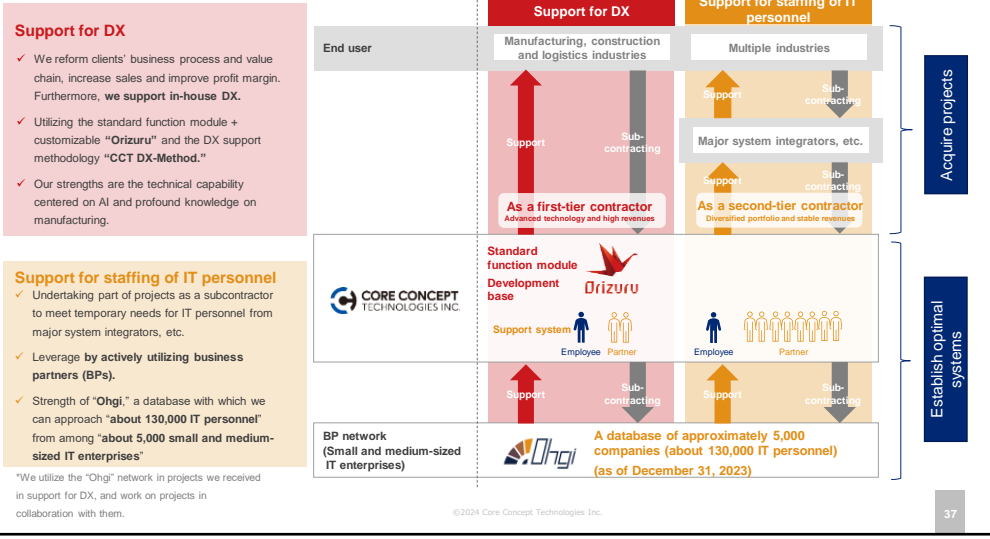 Support for DX
✓ We reform clients' business process and value
chain, increase sales and improve profit margin.
Furthermore, we support in-house DX.
✓ Utilizing the standard function module +
customizable “Orizuru” and the DX support
methodology “CCT DX-Method.”
✓ Our strengths are the technical capability
centered on AI and profound knowledge on
manufacturing.
Support for staffing of IT personnel
✓ Undertaking part of projects as a subcontractor
to meet temporary needs for IT personnel from
major system integrators, etc.
✓ Leverage by actively utilizing business
partners (BPs).
✓ Strength of “Ohgi,” a database with which we
can approach “about 130,000 IT personnel”
from among “about 5,000 small and medium-
sized IT enterprises”
*We utilize the “Ohgi” network in projects we received
in support for DX, and work on projects in
collaboration with them.
Support for DX
Support for staffing of IT
personnel
End user
Manufacturing, construction
and logistics industries
Multiple industries
Support
Sub-
contracting
Support
Sub-
contracting
Major system integrators, etc.
Support
Sub-
contracting
As a first-tier contractor
Advanced technology and high revenues
As a second-tier contractor
Diversified portfolio and stable revenues
CORE CONCEPT
TECHNOLOGIES INC.
Standard
function module
Development
base
Orizuru
Support system
Employee
Partner
Employee
Partner
Support
Sub-
contracting
Support
Sub-
contracting
BP network
(Small and medium-sized
IT enterprises)
Ohgi
A database of approximately 5,000
companies (about 130,000 IT personnel)
(as of December 31, 2023)
Acquire projects
Establish optimal
systems
©2024 Core Concept Technologies Inc.
37